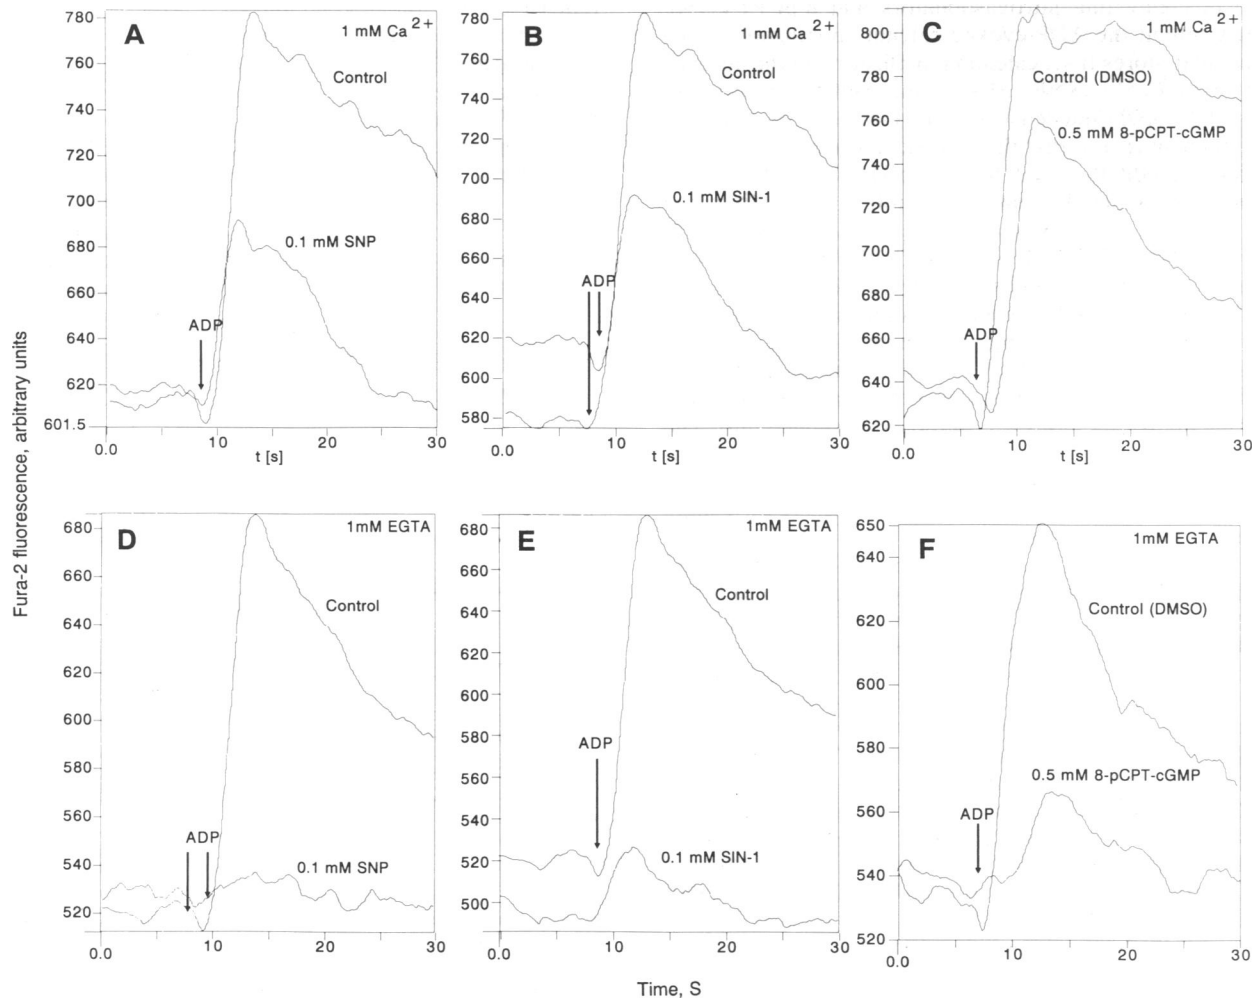 Fura-2 fluorescence, arbitrary units
A
1 mM Ca 2+
780
760
740
720
700
680
660
640
620
601.5
Control
0.1 mM SNP
ADP
0.0
10
20
30
t [s]
B
1 mM Ca 2+
780
760
740
720
700
680
660
640
620
600
580
Control
0.1 mM SIN-1
ADP
0.0
10
20
30
t [s]
C
1 mM Ca 2+
800
780
760
740
720
700
680
660
640
620
Control (DMSO)
0.5 mM 8-pCPT-cGMP
ADP
0.0
10
20
30
t [s]
D
1mM EGTA
680
660
640
620
600
580
560
540
520
Control
ADP
0.1 mM SNP
0.0
10
20
30
E
1mM EGTA
680
660
640
620
600
580
560
540
520
500
Control
ADP
0.1 mM SIN-1
0.0
10
20
30
F
1mM EGTA
650
640
620
600
580
560
540
520
Control (DMSO)
0.5 mM 8-pCPT-cGMP
ADP
0.0
10
20
30
Time, S